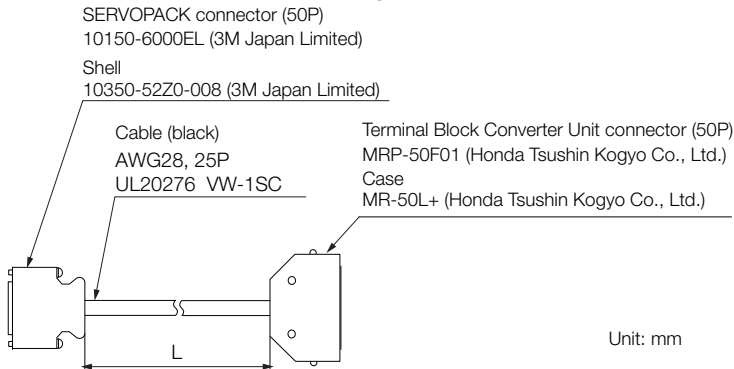 SERVOPACK connector (50P)
10150-6000EL (3M Japan Limited)
Shell
10350-52Z0-008 (3M Japan Limited)
Cable (black)
AWG28, 25P
UL20276 VW-1SC
Terminal Block Converter Unit connector (50P)
MRP-50F01 (Honda Tsushin Kogyo Co., Ltd.)
Case
MR-50L+ (Honda Tsushin Kogyo Co., Ltd.)
L
Unit: mm